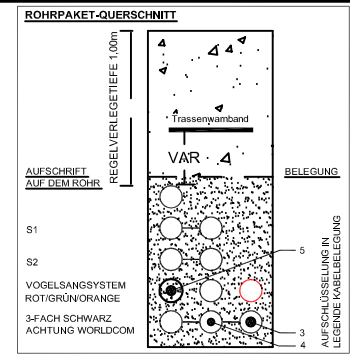 ROHRPAKET-QUERSCHNITT
REGELVERLEGETIEFE 1,00m
Trassenwarnband
VAR
AUFSCHRIFT
AUF DEM ROHR
BELEGUNG
S1
S2
VOGELSANGSYSTEM
ROT/GRÜN/ORANGE
3-FACH SCHWARZ
ACHTUNG WORLDCOM
5
3
4
AUFSCHLÜSSELUNG IN
LEGENDE KABELBELEGUNG